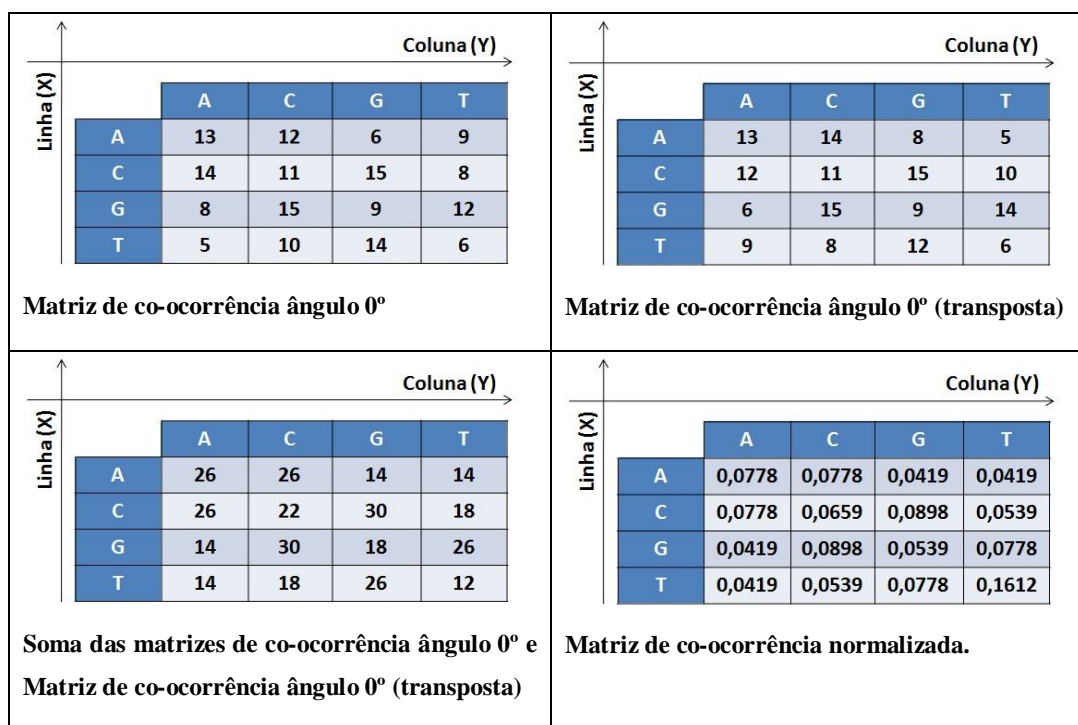 Coluna (Y)
Linha (X)
A C G T
A 13 12 6 9
C 14 11 15 8
G 8 15 9 12
T 5 10 14 6
Matriz de co-ocorrência ângulo 0º
Coluna (Y)
Linha (X)
A C G T
A 13 14 8 5
C 12 11 15 10
G 6 15 9 14
T 9 8 12 6
Matriz de co-ocorrência ângulo 0º (transposta)
Coluna (Y)
Linha (X)
A C G T
A 26 26 14 14
C 26 22 30 18
G 14 30 18 26
T 14 18 26 12
Soma das matrizes de co-ocorrência ângulo 0º e
Matriz de co-ocorrência ângulo 0º (transposta)
Coluna (Y)
Linha (X)
A C G T
A 0,0778 0,0778 0,0419 0,0419
C 0,0778 0,0659 0,0898 0,0539
G 0,0419 0,0898 0,0539 0,0778
T 0,0419 0,0539 0,0778 0,1612
Matriz de co-ocorrência normalizada.